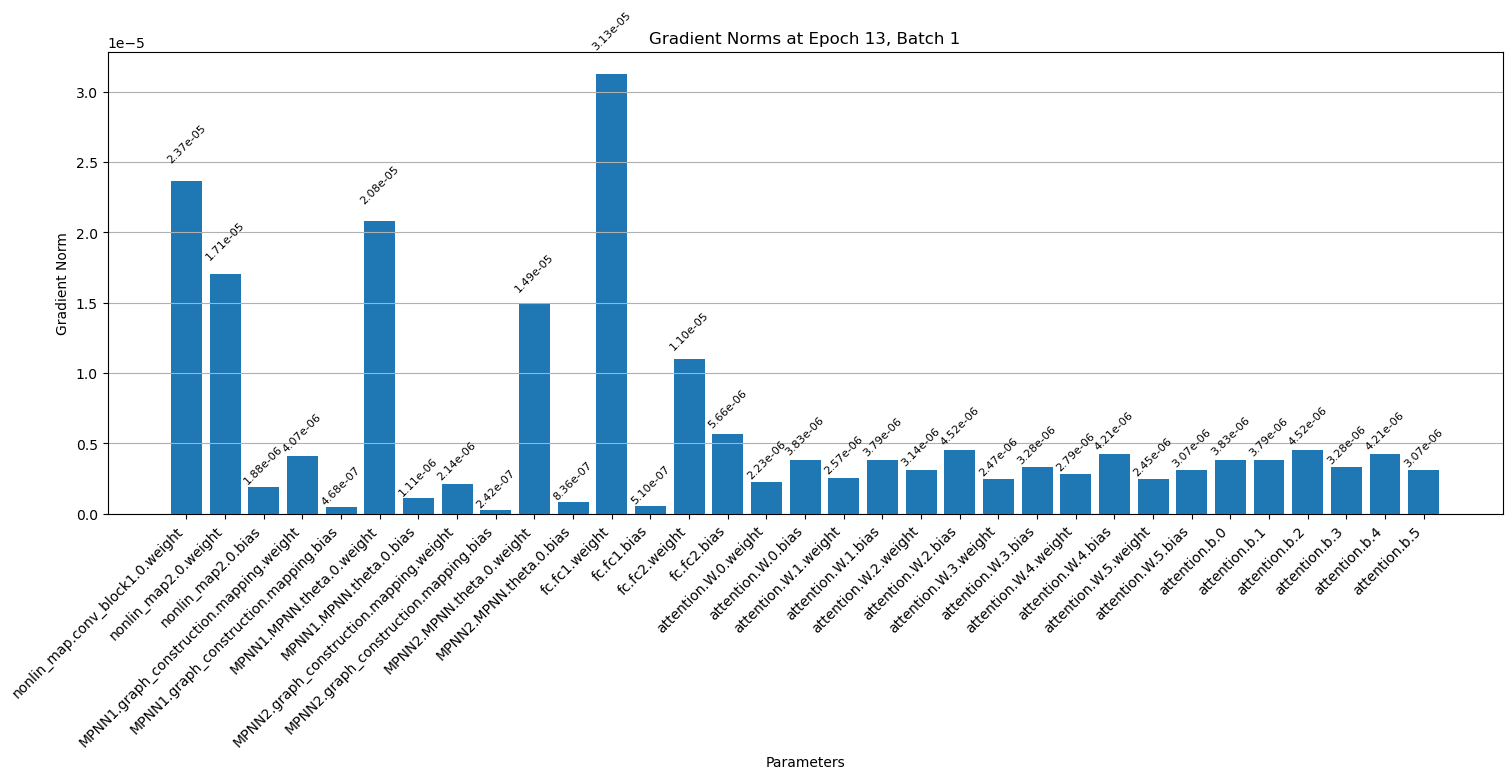 Gradient Norms at Epoch 13, Batch 1
1e−5
Gradient Norm
3.0
2.5
2.0
1.5
1.0
0.5
0.0
2.37e-05
1.71e-05
1.88e-06
4.07e-06
4.68e-07
2.08e-05
1.11e-06
2.14e-06
2.42e-07
1.49e-05
8.36e-07
3.13e-05
5.10e-07
1.10e-05
5.66e-06
2.23e-06
3.83e-06
2.57e-06
3.79e-06
3.14e-06
4.52e-06
2.47e-06
3.28e-06
2.79e-06
4.21e-06
2.45e-06
3.07e-06
3.83e-06
3.79e-06
4.52e-06
3.28e-06
4.21e-06
3.07e-06
nonlin_map.conv_block1.0.weight
nonlin_map2.0.weight
nonlin_map2.0.bias
MPNN1.graph_construction.mapping.weight
MPNN1.graph_construction.mapping.bias
MPNN1.MPNN.theta.0.weight
MPNN1.MPNN.theta.0.bias
MPNN2.graph_construction.mapping.weight
MPNN2.graph_construction.mapping.bias
MPNN2.MPNN.theta.0.weight
MPNN2.MPNN.theta.0.bias
fc.fc1.weight
fc.fc1.bias
fc.fc2.weight
fc.fc2.bias
attention.W.0.weight
attention.W.0.bias
attention.W.1.weight
attention.W.1.bias
attention.W.2.weight
attention.W.2.bias
attention.W.3.weight
attention.W.3.bias
attention.W.4.weight
attention.W.4.bias
attention.W.5.weight
attention.W.5.bias
attention.b.0
attention.b.1
attention.b.2
attention.b.3
attention.b.4
attention.b.5
Parameters